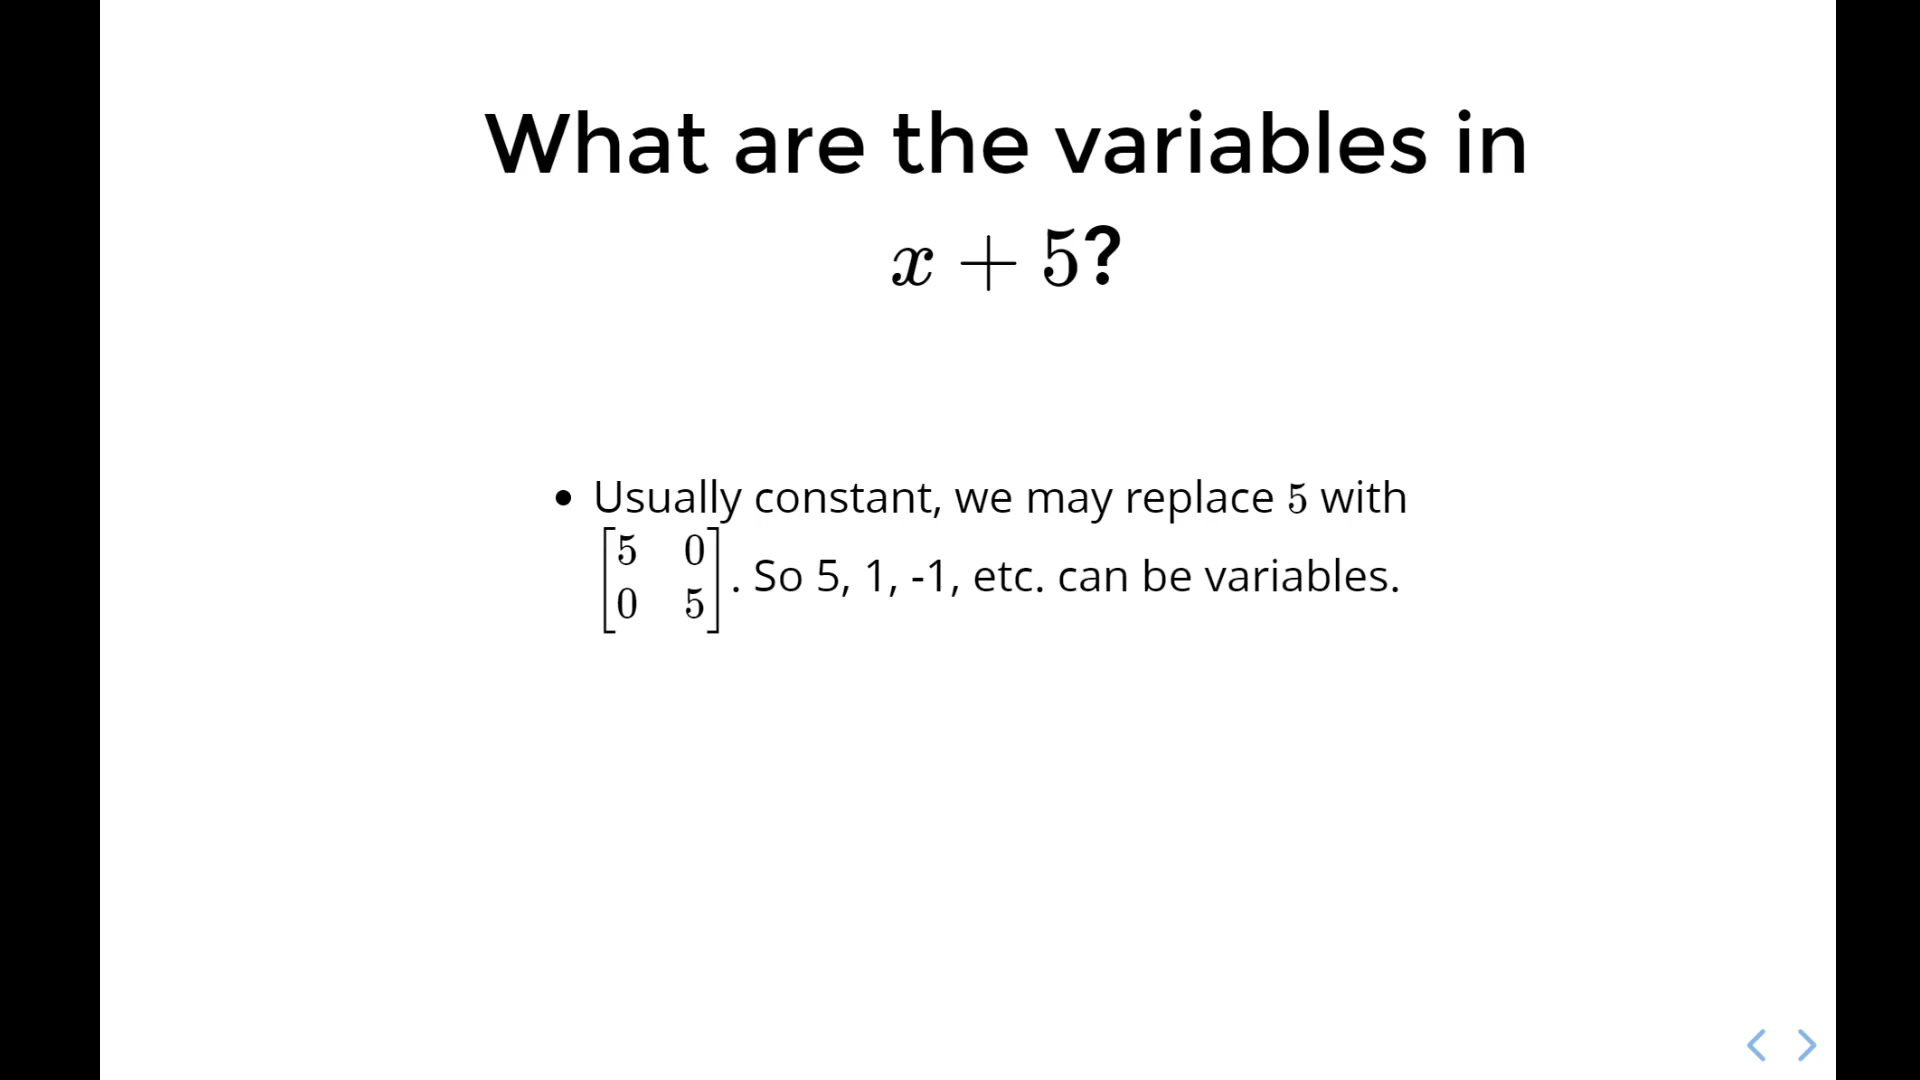 What are the variables in
x + 5?
• Usually constant, we may replace 5 with
[5 0
0 5]. So 5, 1, -1, etc. can be variables.